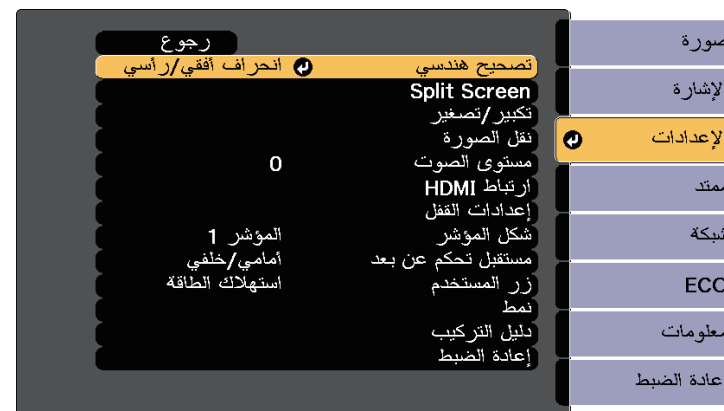 صورة
الإشارة
الإعدادات
ممتد
شبكة
ECO
معلومات
إعادة الضبط
رجوع
تصحيح هندسي انحراف أفقي/رأسي
Split Screen
تكبير/تصغير
نقل الصورة
مستوى الصوت 0
ارتباط HDMI
إعدادات القفل
شكل المؤشر المؤشر 1
مستقبل تحكم عن بعد أمامي/خلفي
زر المستخدم استهلاك الطاقة
نمط
دليل التركيب
إعادة الضبط